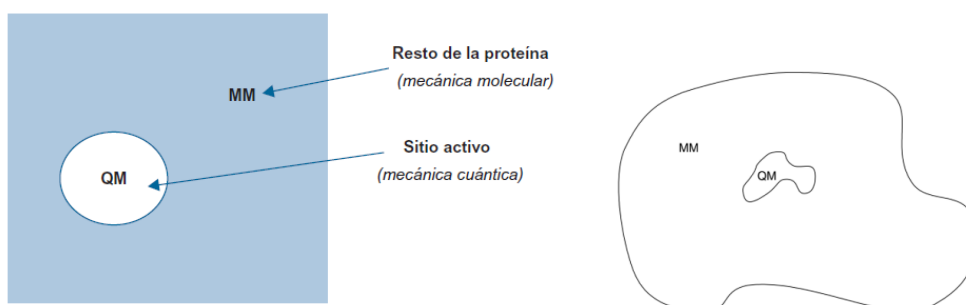 Resto de la proteína
(mecánica molecular)
MM
Sitio activo
(mecánica cuántica)
QM
MM
QM